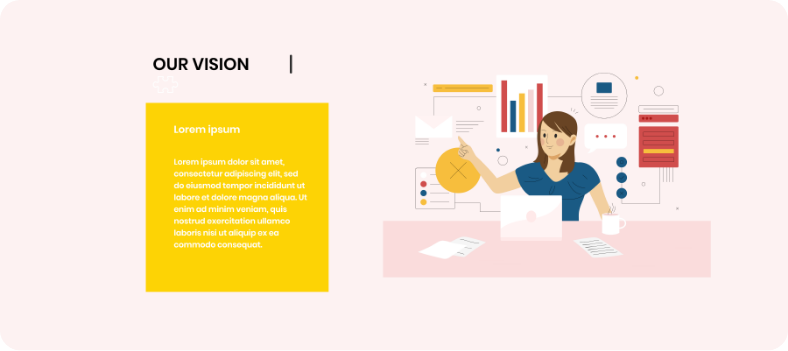 OUR VISION
Lorem ipsum
Lorem ipsum dolor sit amet,
consectetur adipiscing elit, sed
do eiusmod tempor incididunt ut
labore et dolore magna aliqua. Ut
enim ad minim veniam, quis
nostrud exercitation ullamco
laboris nisi ut aliquip ex ea
commodo consequat.